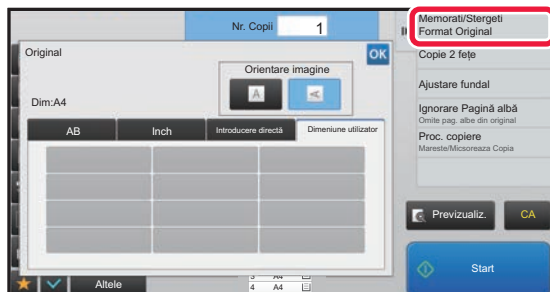 Nr. Copii 1
Original
OK
Orientare imagine
A A
Dim:A4
AB Inch Introducere directă Dimeniune utilizator
Altele
3 A4
4 A4
Memorati/Stergeti
Format Original
Copie 2 fețe
Ajustare fundal
Ignorare Pagină albă
Omite pag. albe din original
Proc. copiere
Mareste/Micsoreaza Copia
Previzualiz. CA
Start